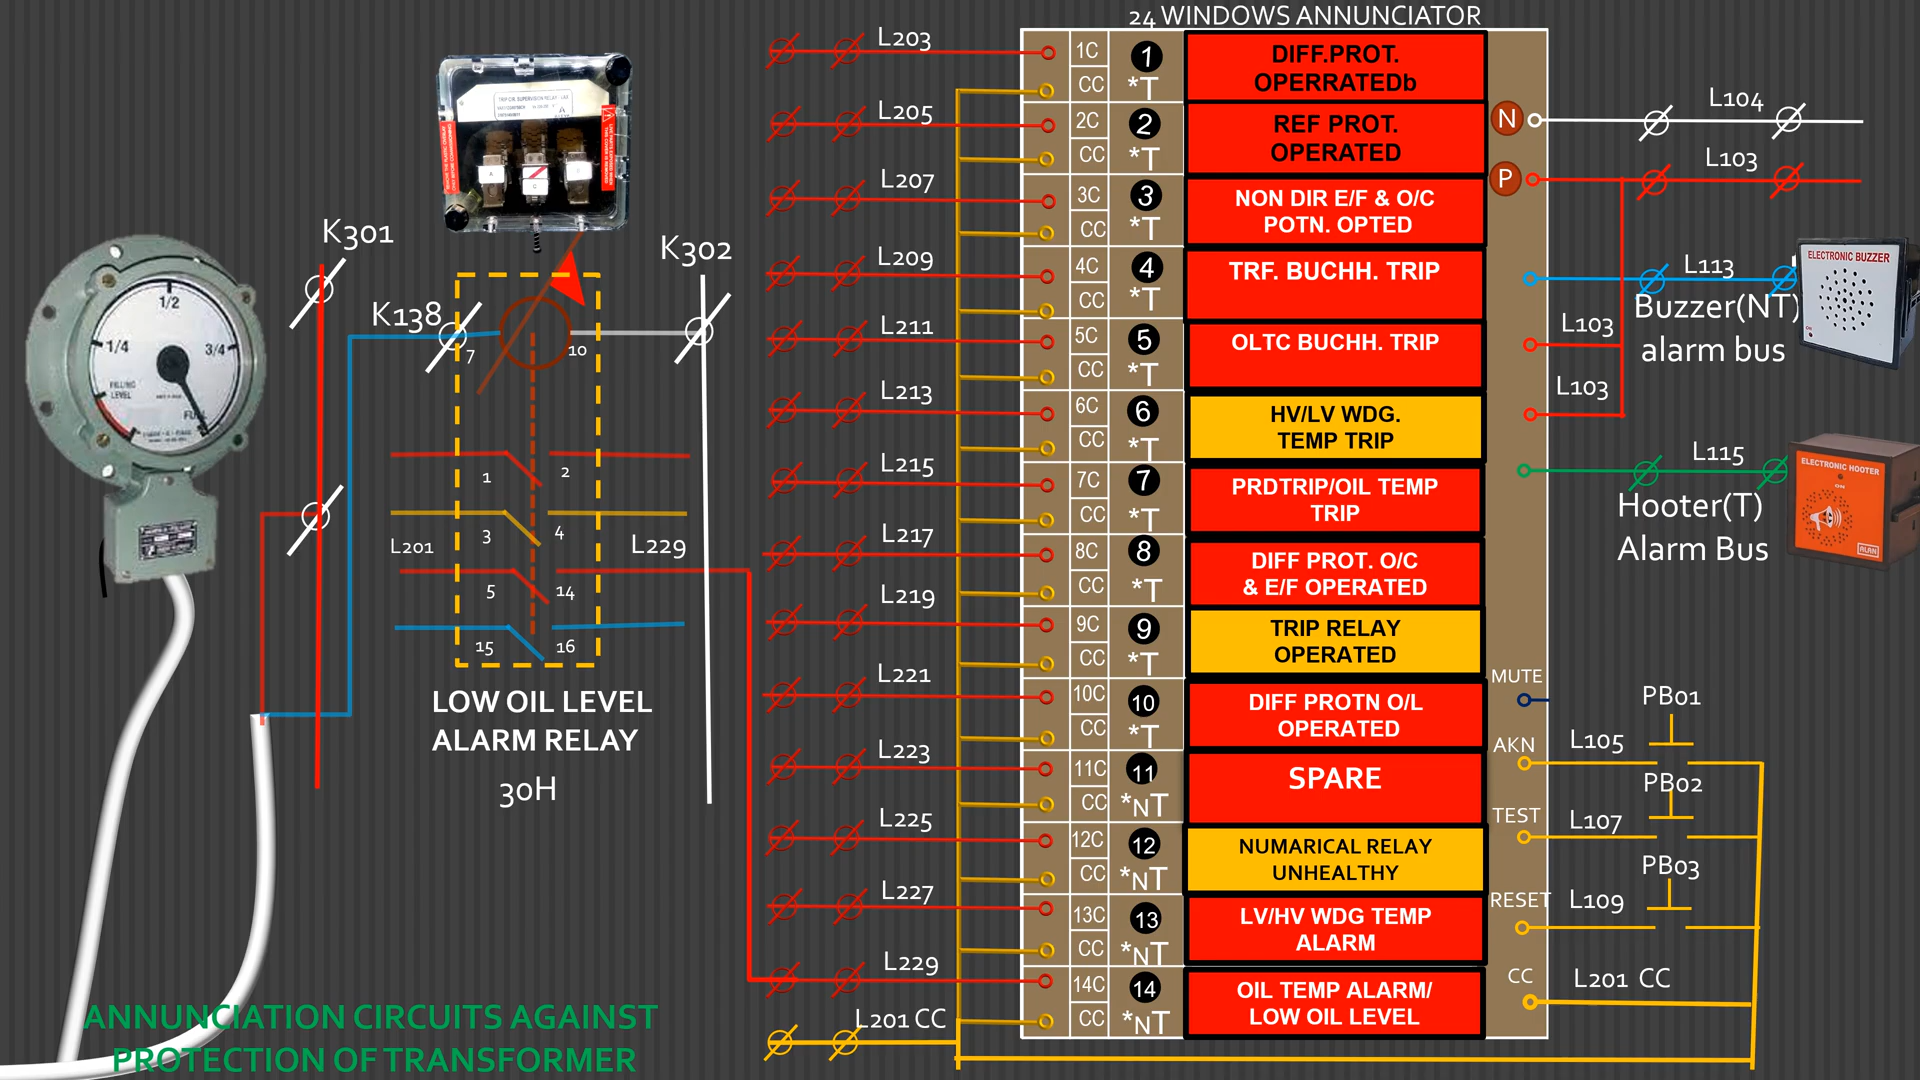 24 WINDOWS ANNUNCIATOR
L203
1C
1
DIFF.PROT.
OPERRATEDb
CC
*T
L205
2C
2
REF PROT.
OPERATED
CC
*T
L207
3C
3
NON DIR E/F & O/C
POTN. OPTED
CC
*T
L209
4C
4
TRF. BUCHH. TRIP
CC
*T
L211
5C
5
OLTC BUCHH. TRIP
CC
*T
L213
6C
6
HV/LV WDG.
TEMP TRIP
CC
*T
L215
7C
7
PRDTRIP/OIL TEMP
TRIP
CC
*T
L217
8C
8
DIFF PROT. O/C
& E/F OPERATED
CC
*T
L219
9C
9
TRIP RELAY
OPERATED
CC
*T
L221
10C
10
DIFF PROTN O/L
OPERATED
CC
*T
L223
11C
11
SPARE
CC
*NT
L225
12C
12
NUMARICAL RELAY
UNHEALTHY
CC
*NT
L227
13C
13
LV/HV WDG TEMP
ALARM
CC
*NT
L229
14C
14
OIL TEMP ALARM/
LOW OIL LEVEL
CC
*NT
L201 CC
N
L104
P
L103
L113
ELECTRONIC BUZZER
Buzzer(NT)
alarm bus
L103
L103
L115
ELECTRONIC HOOTER
ON
ALAN
Hooter(T)
Alarm Bus
MUTE
PB01
AKN
L105
PB02
TEST
L107
PB03
RESET
L109
CC
L201 CC
TRIP CIR. SUPERVISION RELAY
A
C
K301
K302
K138
7
10
1
2
3
4
L201
L229
5
14
15
16
LOW OIL LEVEL
ALARM RELAY
30H
1/2
1/4
3/4
FILLING
LEVEL
FULL
ANNUNCIATION CIRCUITS AGAINST
PROTECTION OF TRANSFORMER